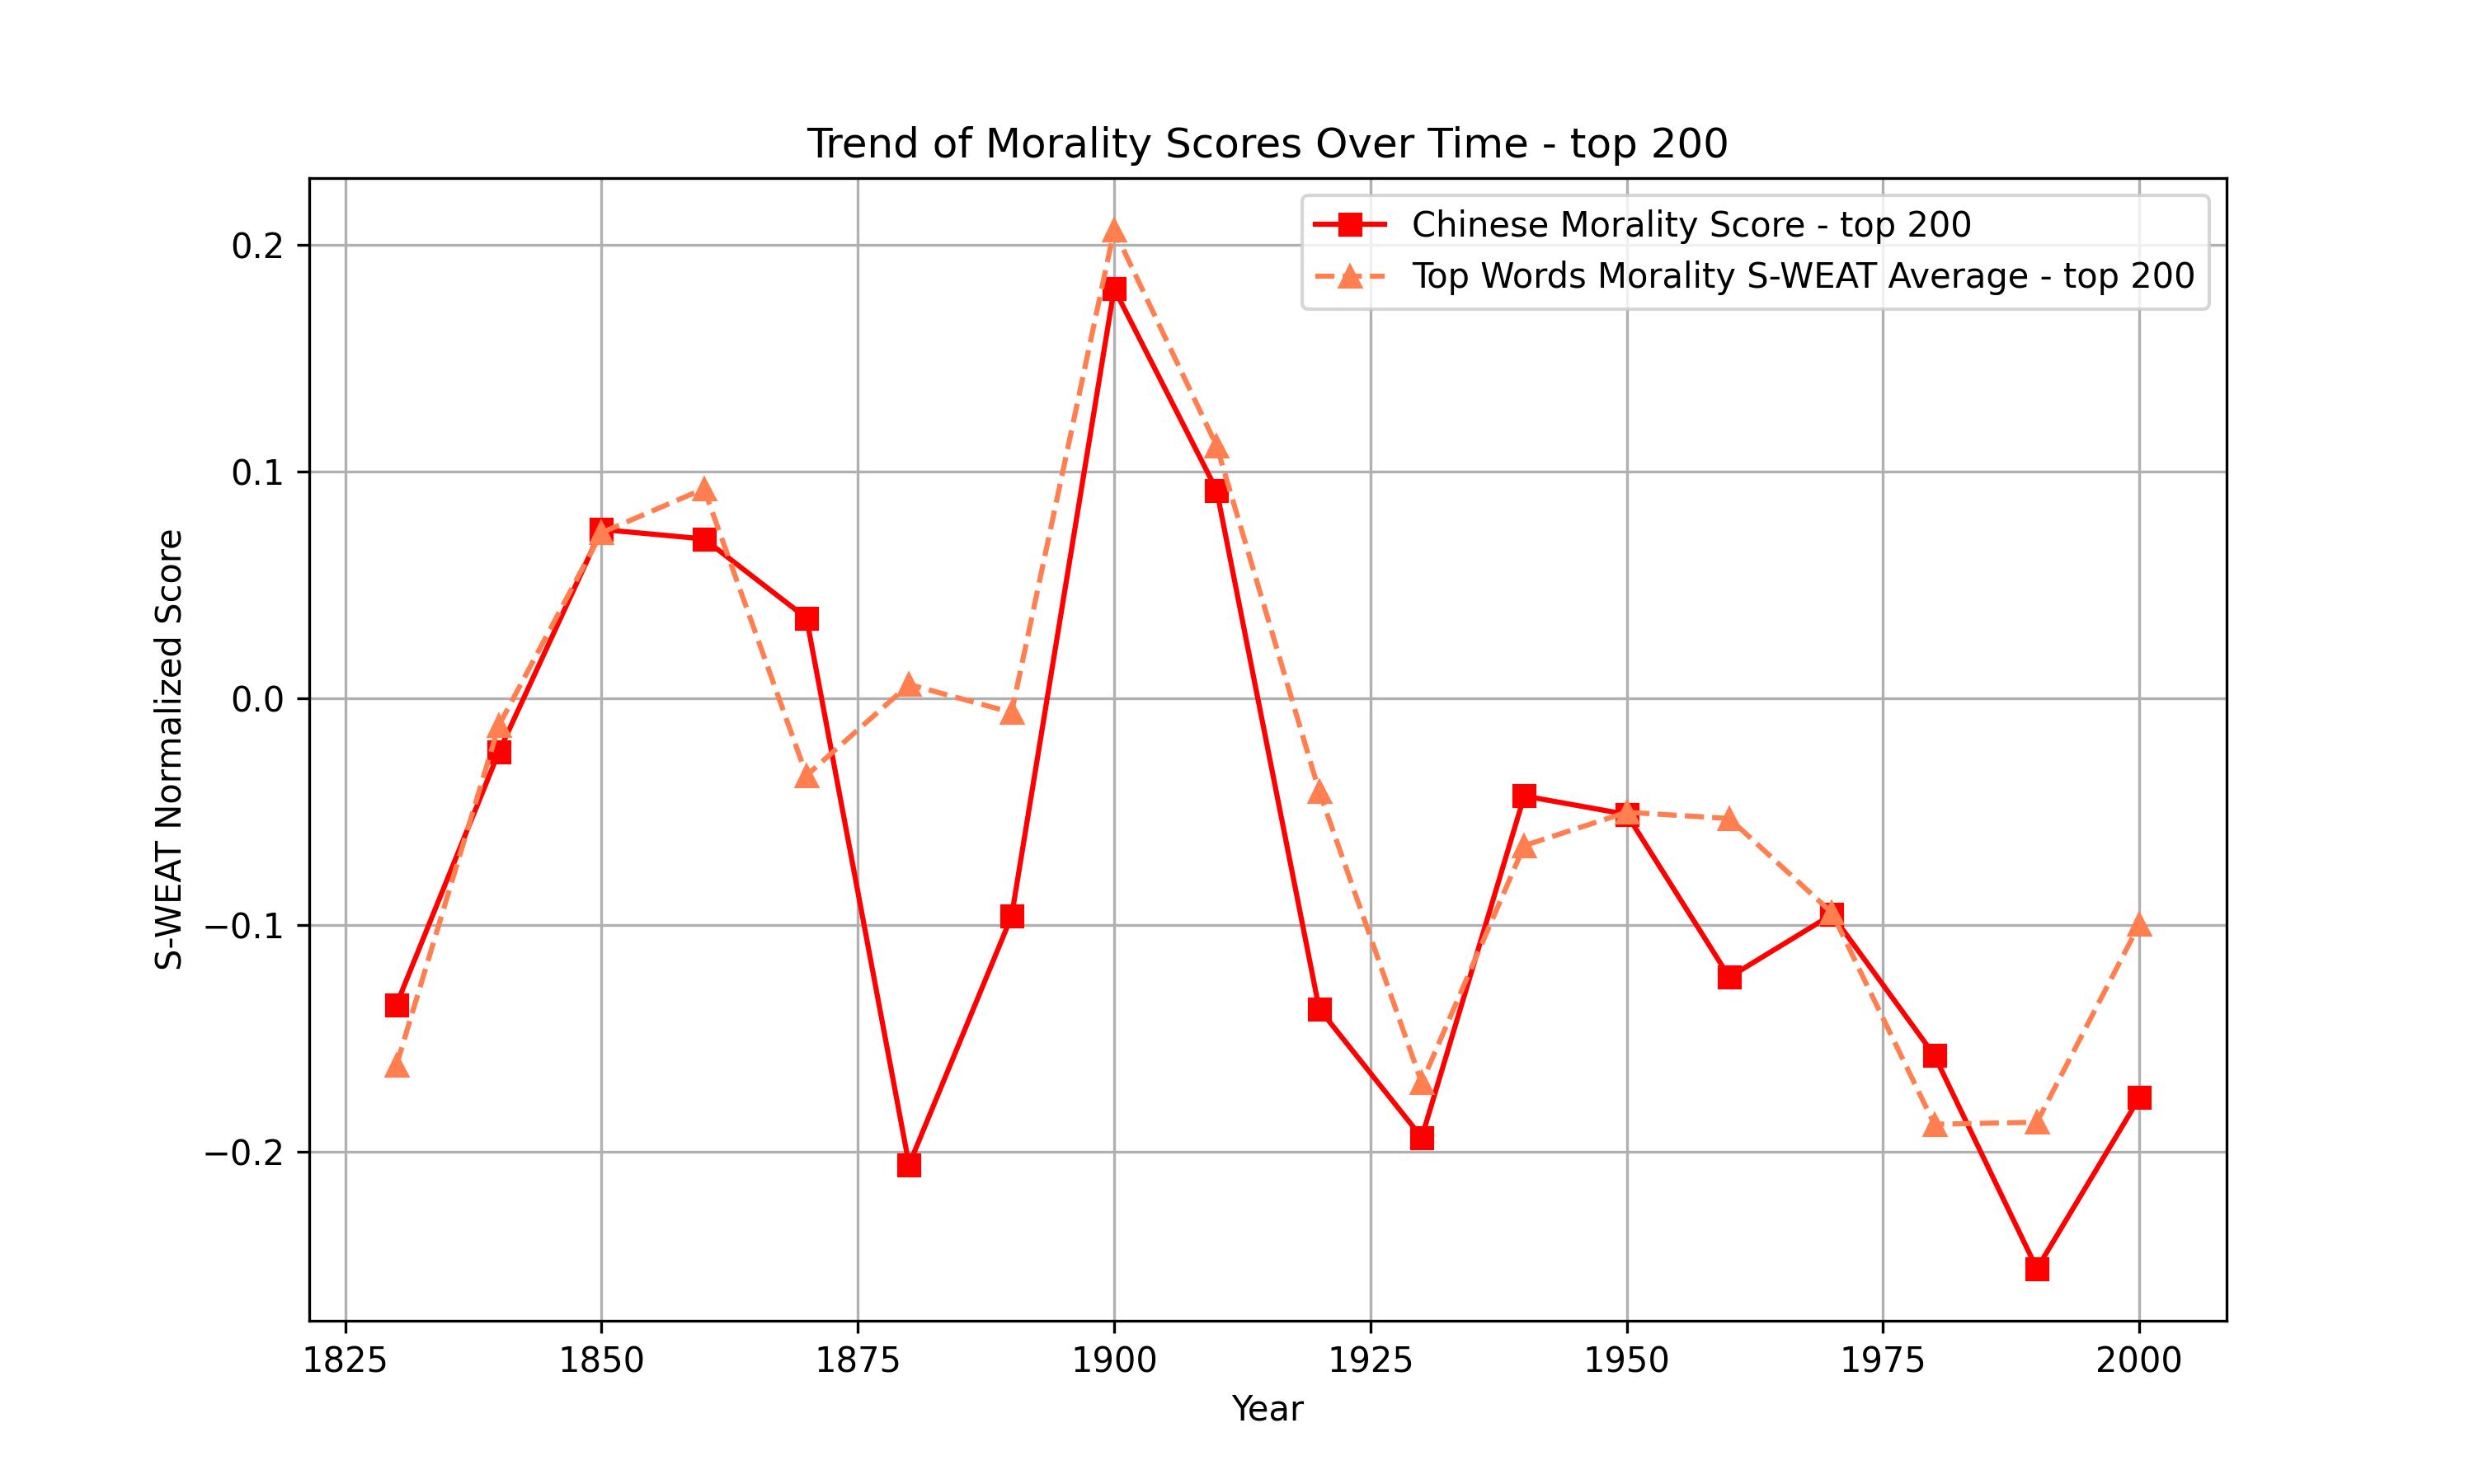 Trend of Morality Scores Over Time - top 200
Chinese Morality Score - top 200
Top Words Morality S-WEAT Average - top 200
S-WEAT Normalized Score
0.2
0.1
0.0
−0.1
−0.2
1825 1850 1875 1900 1925 1950 1975 2000
Year